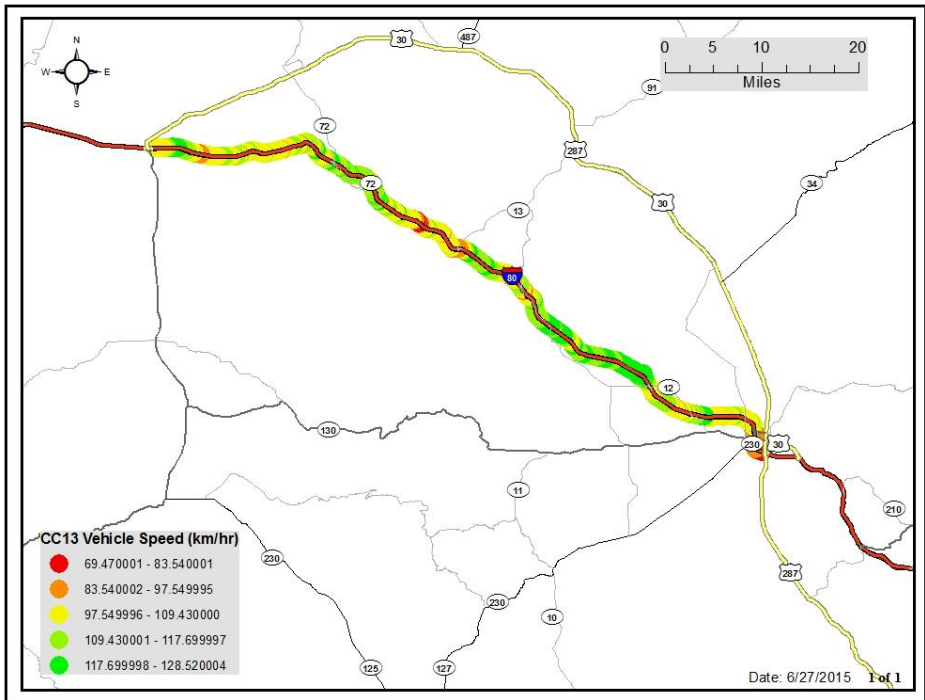 N
W E
S
30
487
0 5 10 20
Miles
91
72
72
287
34
13
30
80
12
230
30
130
11
210
CC13 Vehicle Speed (km/hr)
69.470001 - 83.540001
83.540002 - 97.549995
97.549996 - 109.430000
109.430001 - 117.699997
117.699998 - 128.520004
230
230
10
287
125
127
Date: 6/27/2015 1 of 1